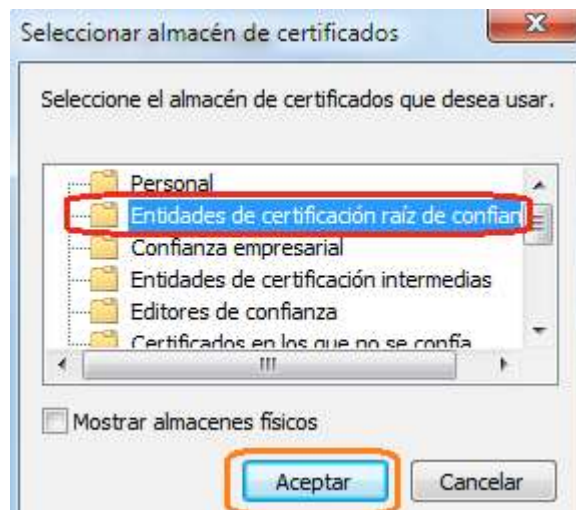 Seleccionar almacén de certificados
Seleccione el almacén de certificados que desea usar.
Personal
Entidades de certificación raíz de confian
Confianza empresarial
Entidades de certificación intermedias
Editores de confianza
Certificados en los que no se confía
Mostrar almacenes físicos
Aceptar Cancelar